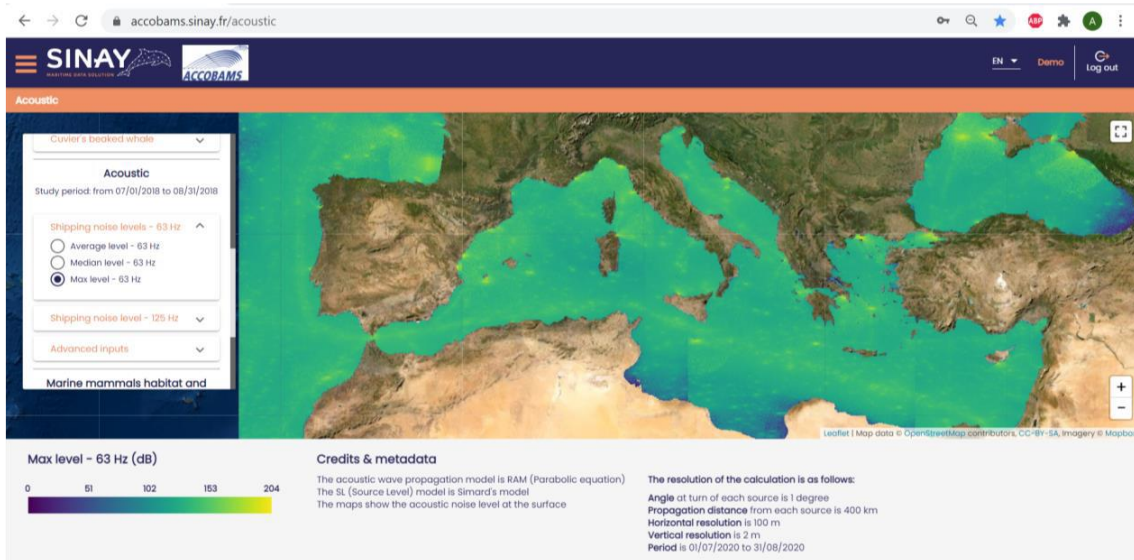 accobams.sinay.fr/acoustic
ABP
A
SINAY
MARITIME DATA SOLUTION
ACCOBAMS
EN
Demo
Log out
Acoustic
Cuvier's beaked whale
Acoustic
Study period: from 07/01/2018 to 08/31/2018
Shipping noise levels - 63 Hz
Average level - 63 Hz
Median level - 63 Hz
Max level - 63 Hz
Shipping noise level - 125 Hz
Advanced inputs
Marine mammals habitat and
+
−
Leaflet | Map data © OpenStreetMap contributors, CC-BY-SA, Imagery © Mapbox
Max level - 63 Hz (dB)
0 51 102 153 204
Credits & metadata
The acoustic wave propagation model is RAM (Parabolic equation)
The SL (Source Level) model is Simard's model
The maps show the acoustic noise level at the surface
The resolution of the calculation is as follows:
Angle at turn of each source is 1 degree
Propagation distance from each source is 400 km
Horizontal resolution is 100 m
Vertical resolution is 2 m
Period is 01/07/2020 to 31/08/2020